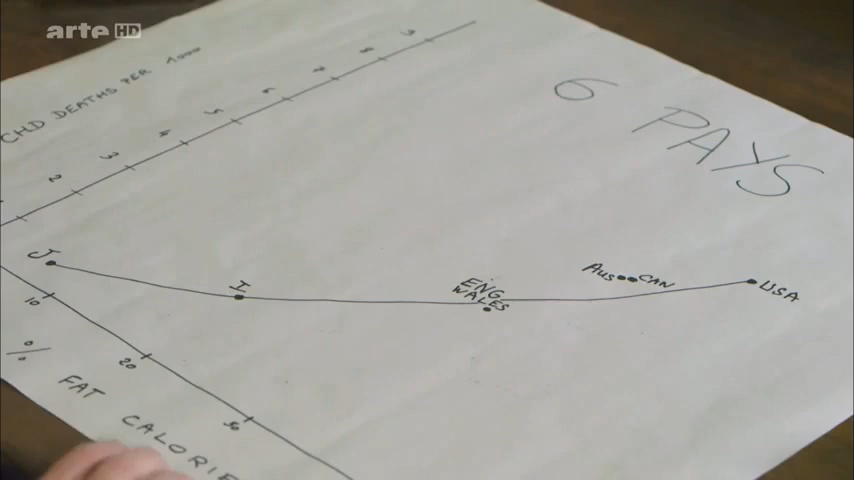 arte HD
6 PAYS
CHD DEATHS PER 1000
9
8
7
6
5
4
3
2
J
I
ENG
WALES
AUS
CAN
USA
10
20
30
% FAT CALORIE